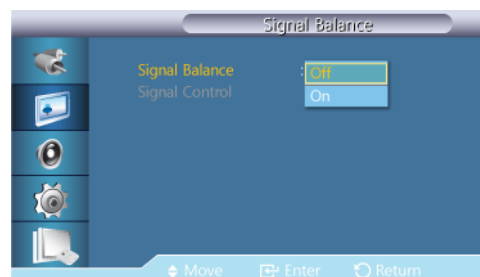 Signal Balance
Signal Balance : Off
Signal Control On
Move Enter Return